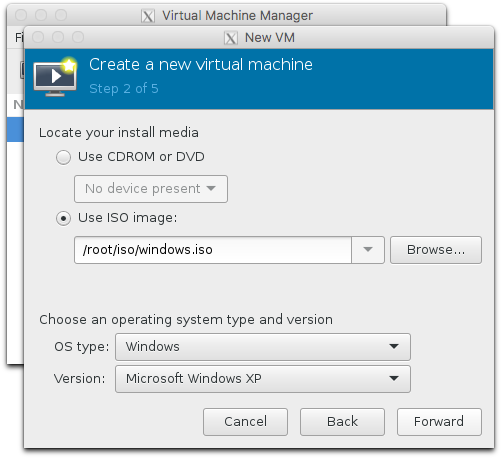 Virtual Machine Manager
New VM
Create a new virtual machine
Step 2 of 5
Locate your install media
Use CDROM or DVD
No device present
Use ISO image:
/root/iso/windows.iso
Browse...
Choose an operating system type and version
OS type: Windows
Version: Microsoft Windows XP
Cancel Back Forward